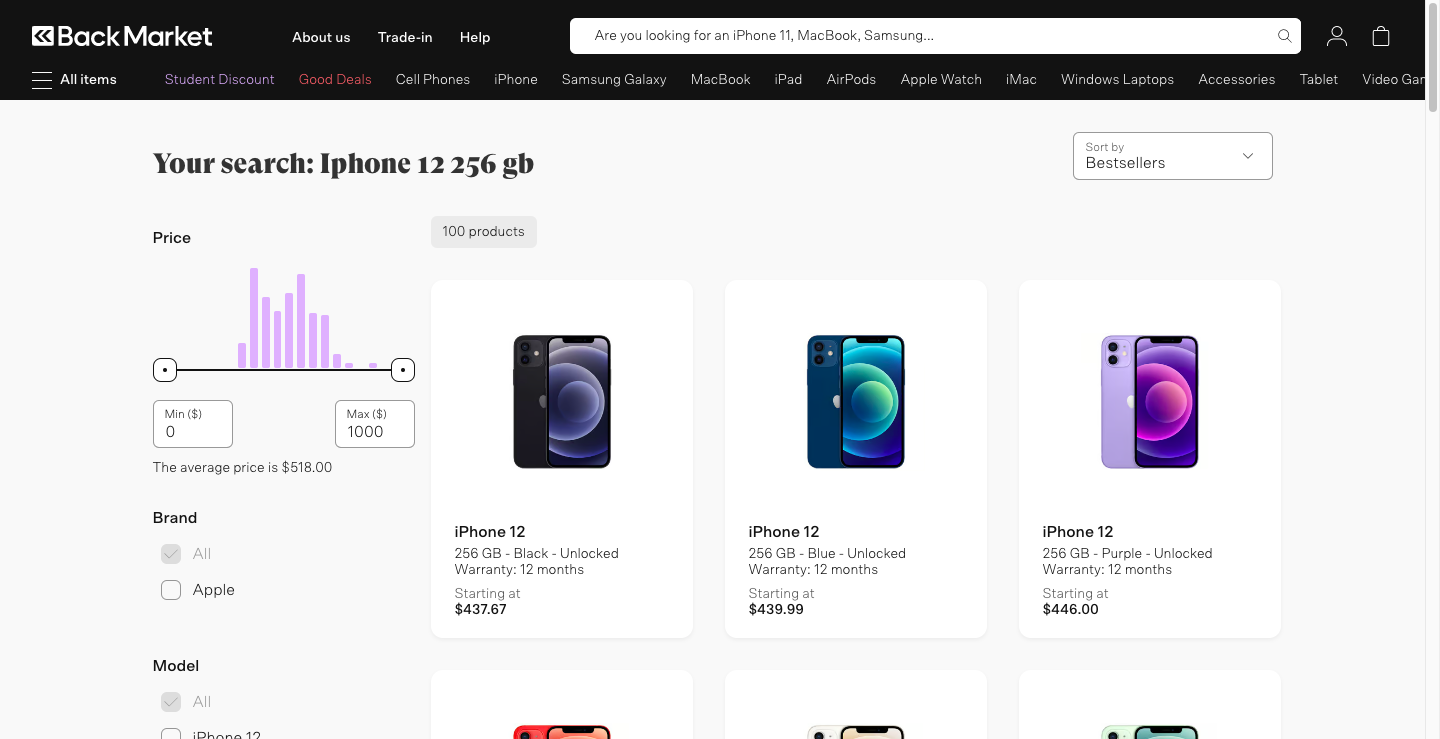 Back Market
About us
Trade-in
Help
Are you looking for an iPhone 11, MacBook, Samsung...
All items
Student Discount
Good Deals
Cell Phones
iPhone
Samsung Galaxy
MacBook
iPad
AirPods
Apple Watch
iMac
Windows Laptops
Accessories
Tablet
Video Gam
Your search: Iphone 12 256 gb
Sort by
Bestsellers
Price
Min ($)
0
Max ($)
1000
The average price is $518.00
Brand
All
Apple
Model
All
iPhone 12
100 products
iPhone 12
256 GB - Black - Unlocked
Warranty: 12 months
Starting at
$437.67
iPhone 12
256 GB - Blue - Unlocked
Warranty: 12 months
Starting at
$439.99
iPhone 12
256 GB - Purple - Unlocked
Warranty: 12 months
Starting at
$446.00